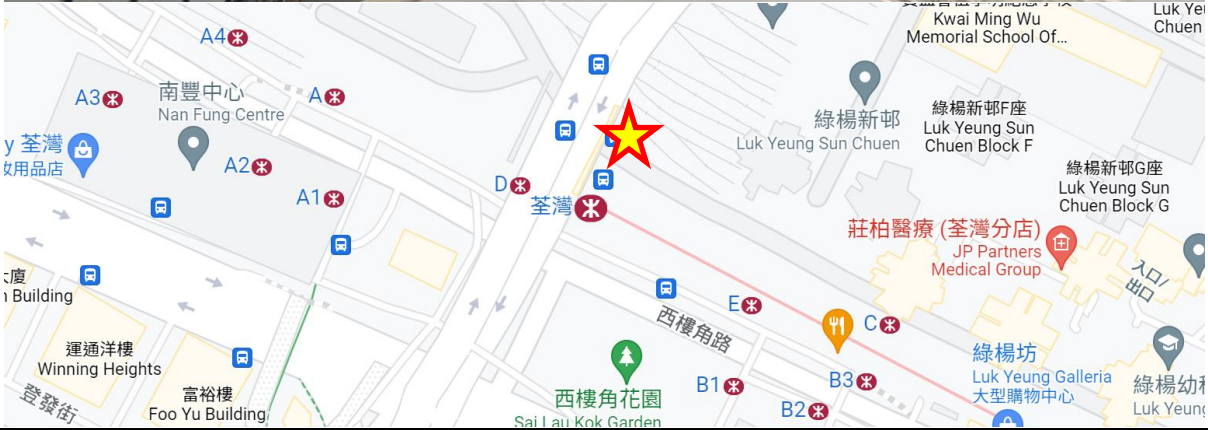 Kwai Ming Wu
Memorial School Of...
Luk Yeu
Chuen
A4
A3
南豐中心
Nan Fung Centre
A
綠楊新邨
Luk Yeung Sun Chuen
綠楊新邨F座
Luk Yeung Sun
Chuen Block F
y 荃灣
妝用品店
A2
A1
D
荃灣
綠楊新邨G座
Luk Yeung Sun
Chuen Block G
莊柏醫療 (荃灣分店)
JP Partners
Medical Group
入口/
出口
大廈
n Building
E
C
西樓角路
運通洋樓
Winning Heights
登發街
富裕樓
Foo Yu Building
西樓角花園
Sai Lau Kok Garden
B1
B3
B2
綠楊坊
Luk Yeung Galleria
大型購物中心
綠楊幼
Luk Yeung